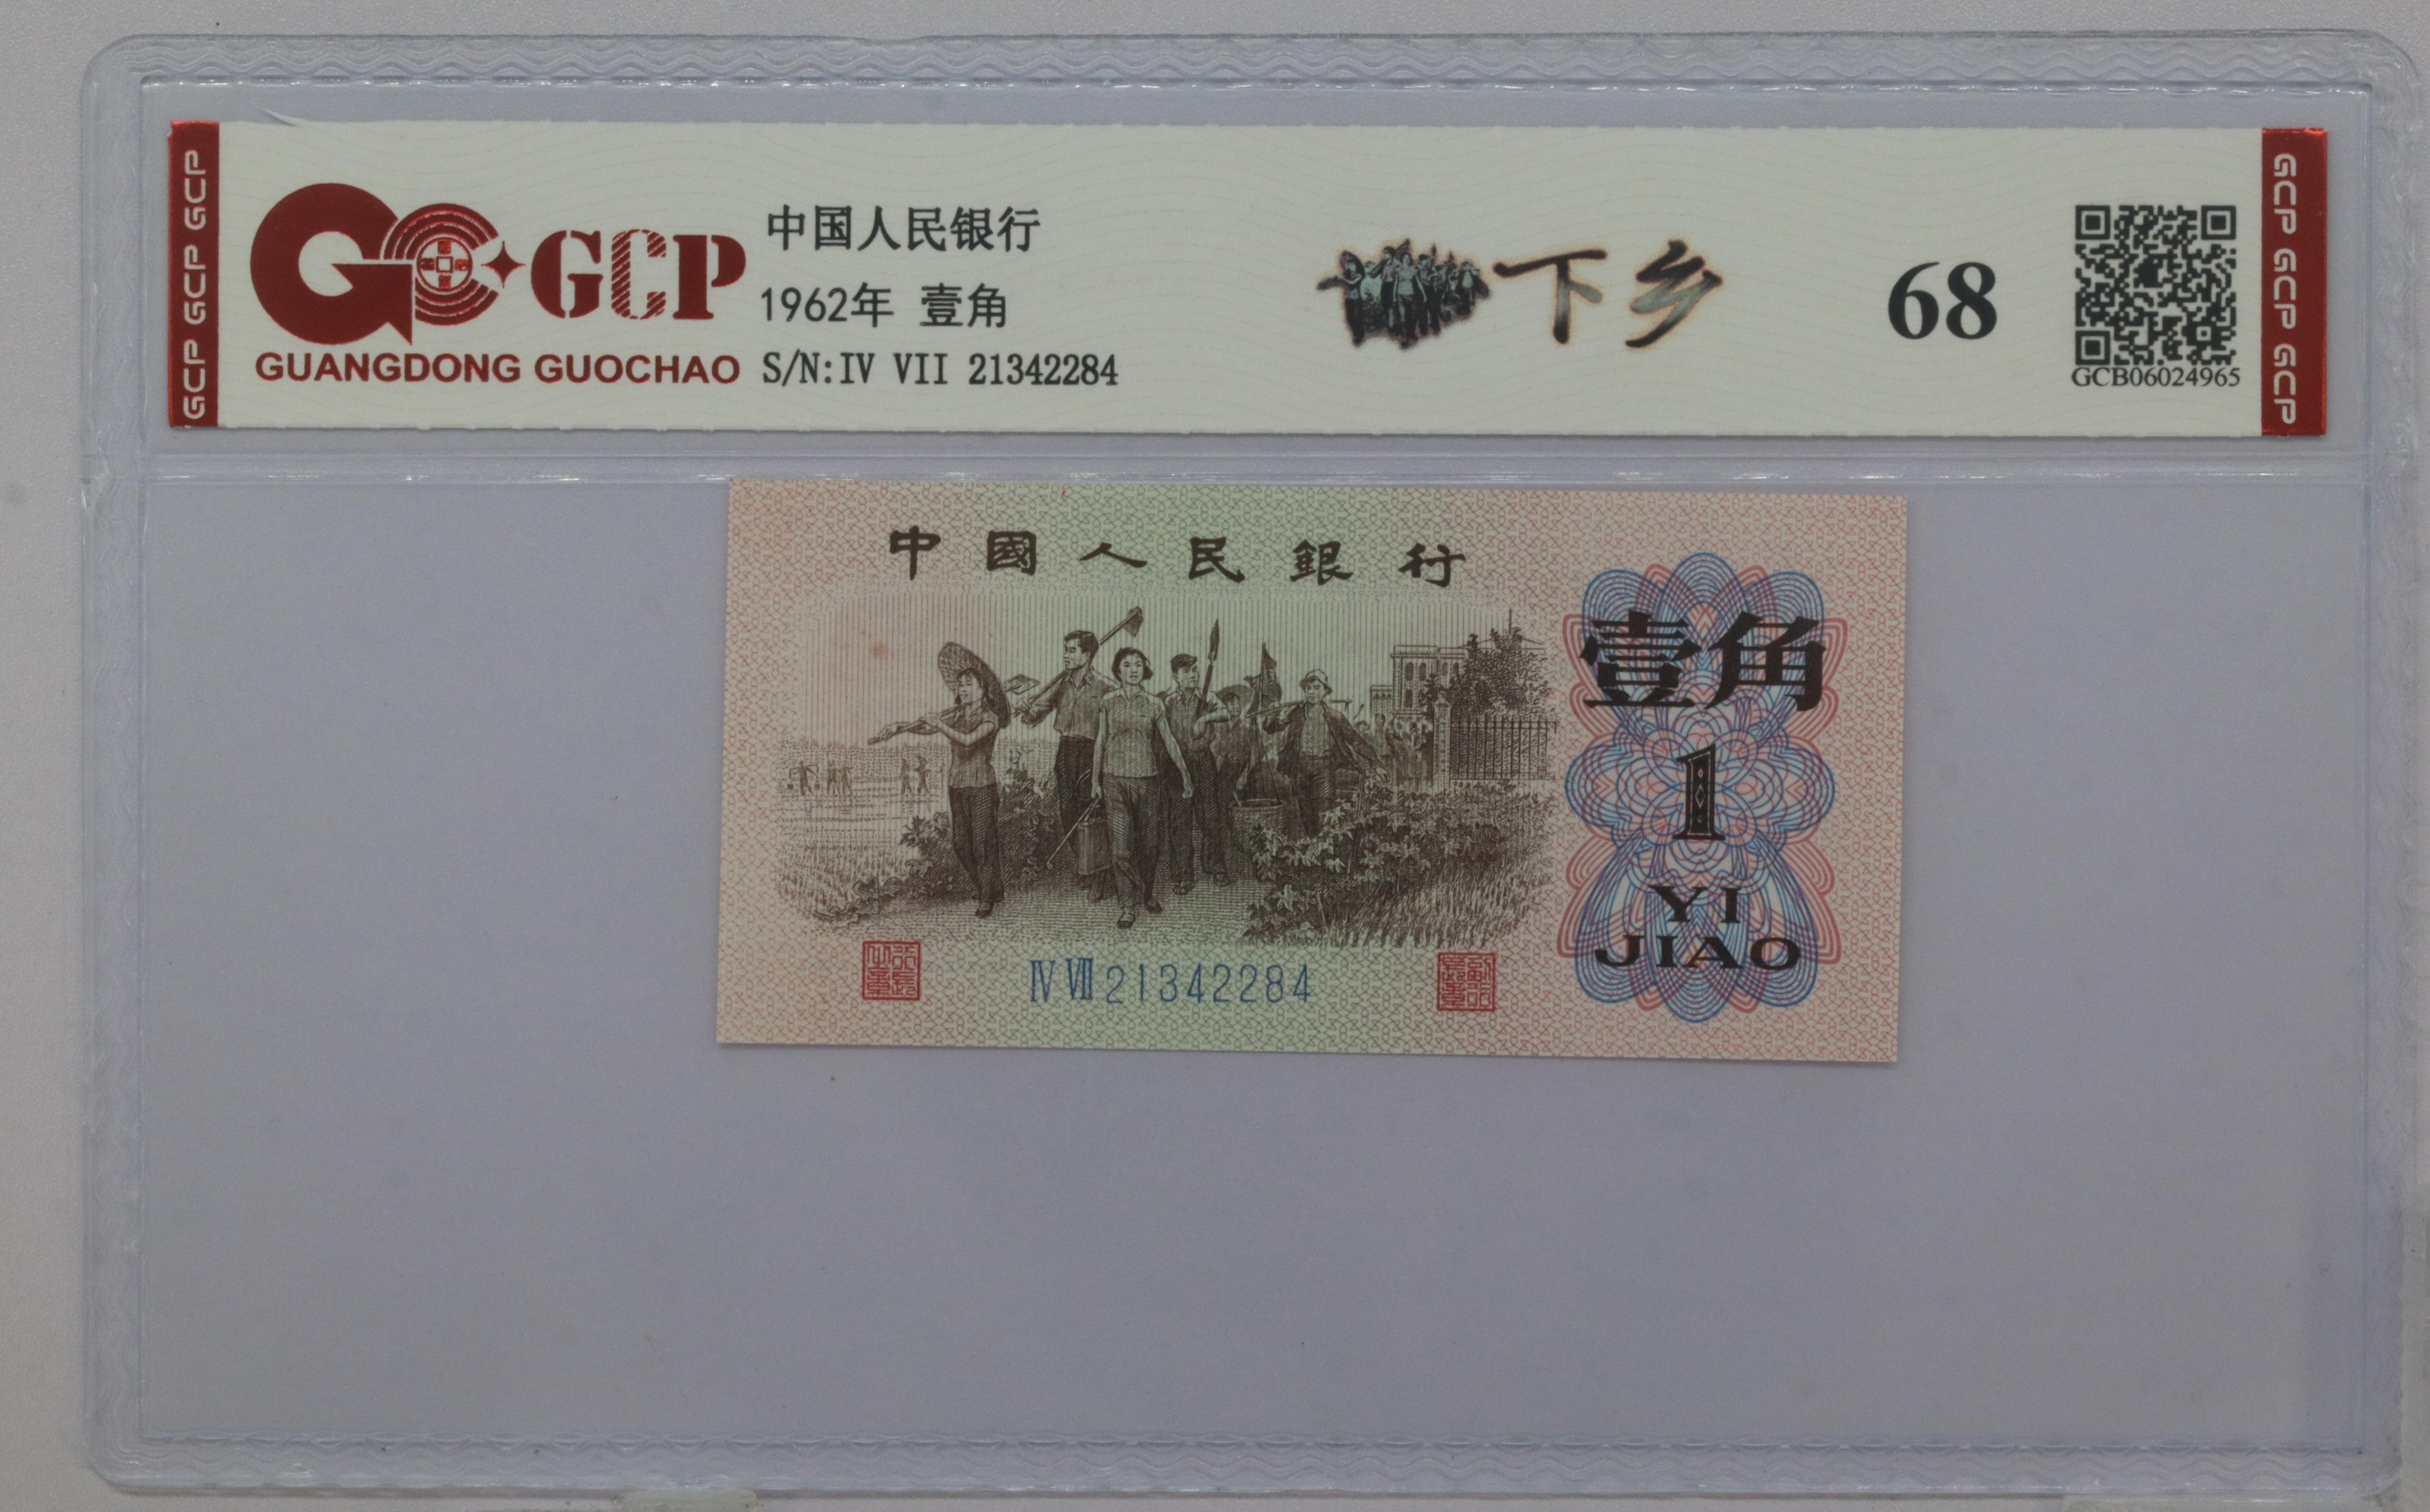 GCP GCP GCP
GCP
GUANGDONG GUOCHAO
中国人民银行
1962年 壹角
S/N:IV VII 21342284
下乡
68
GCB06024965
GCP GCP GCP
中國人民銀行
壹角
1
YI
JIAO
Ⅳ Ⅶ 21342284